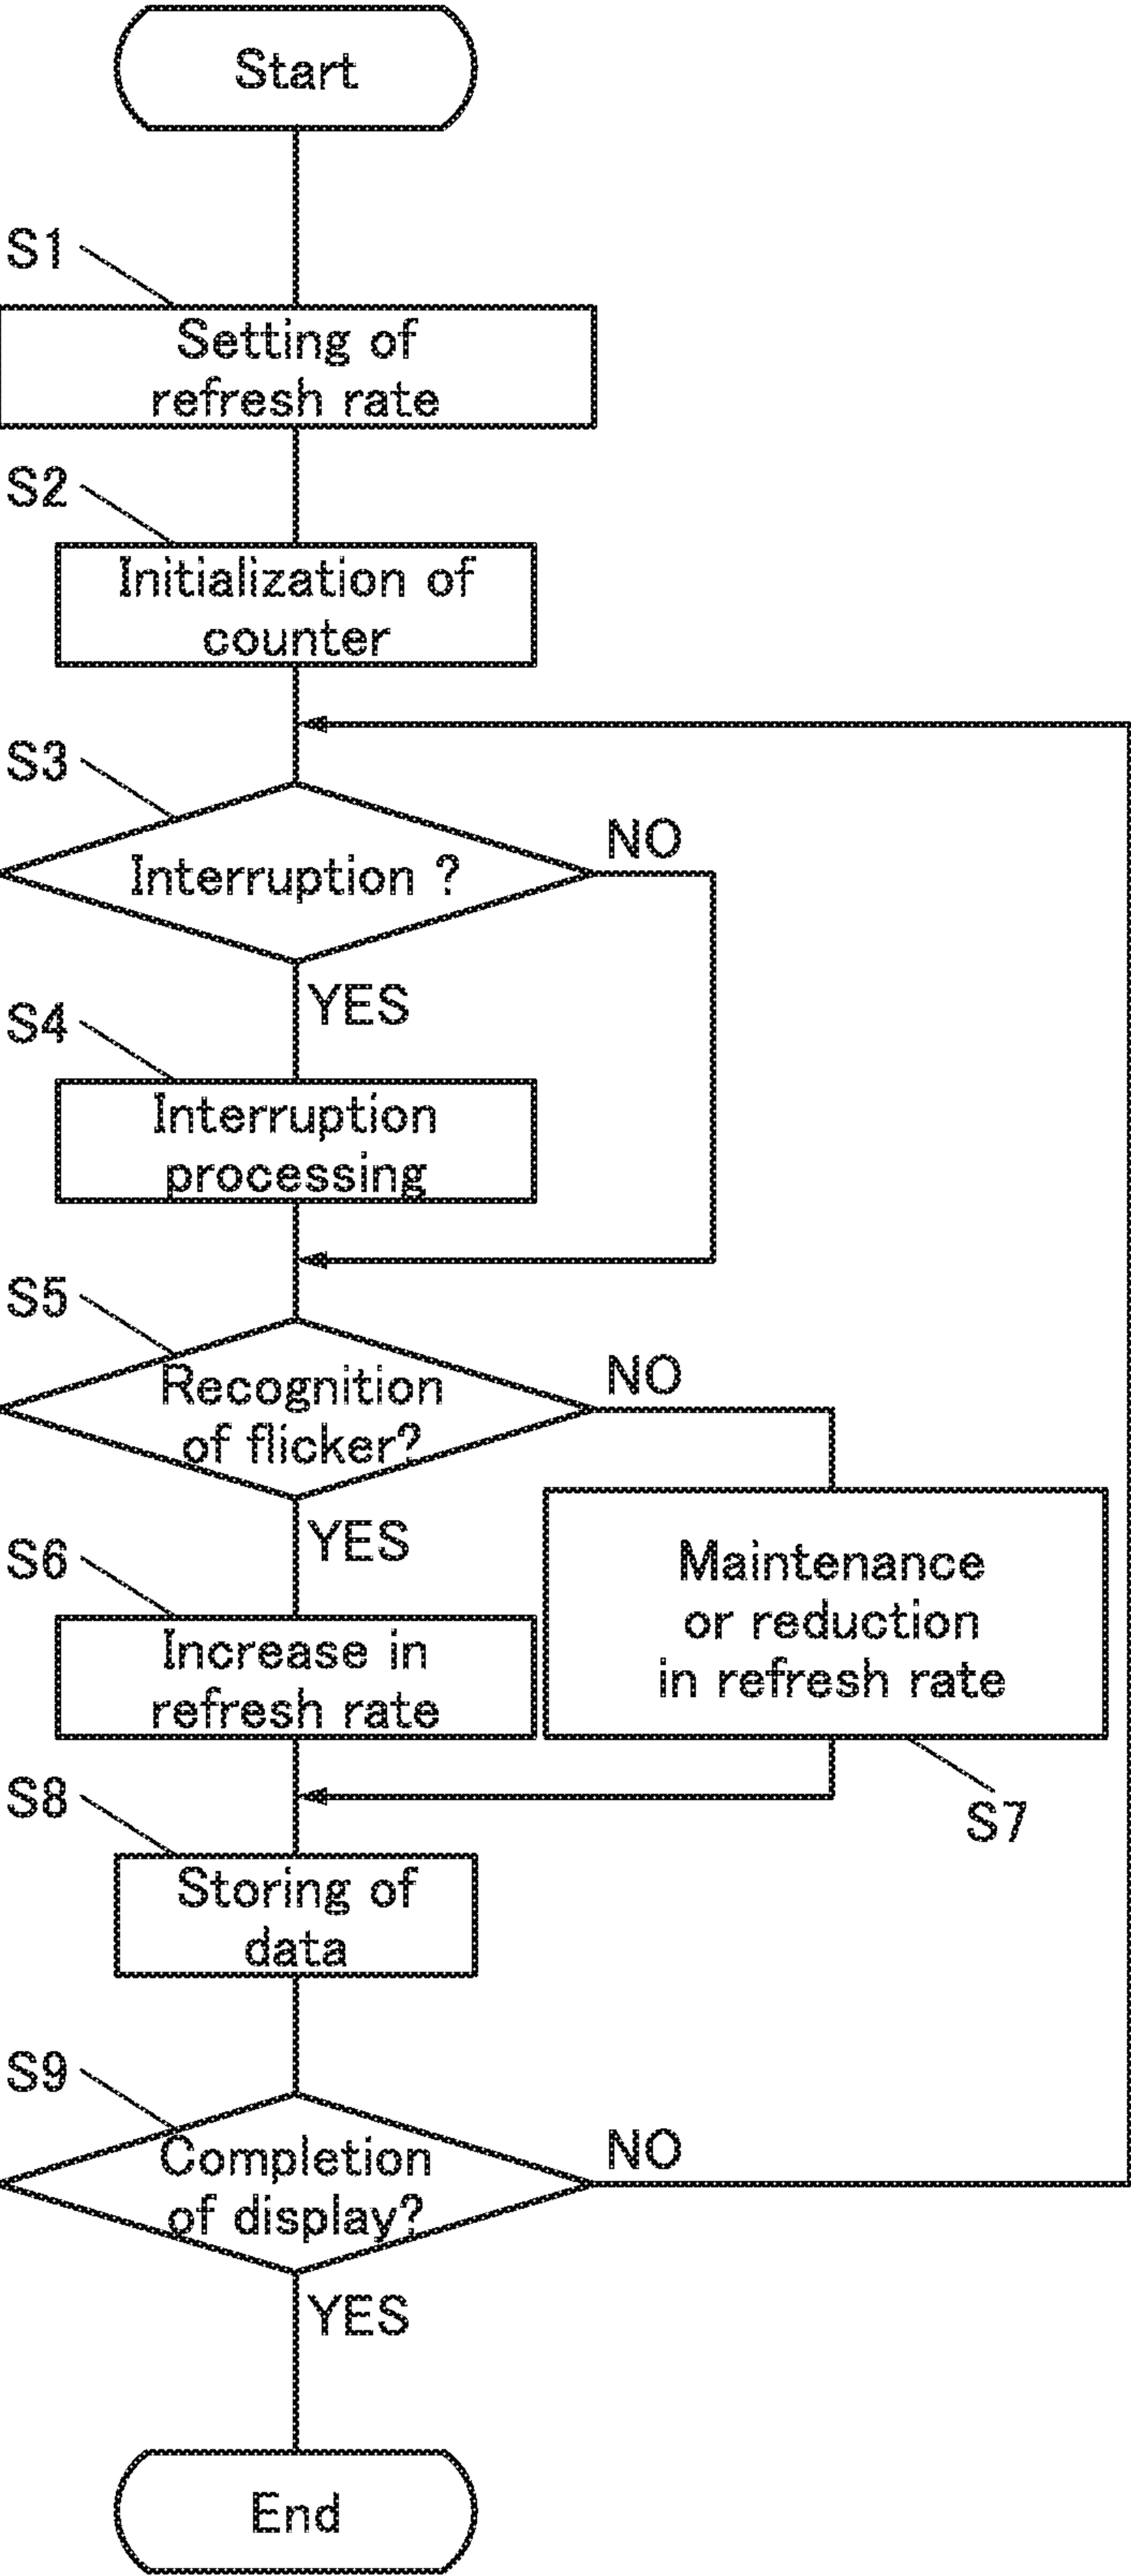 Start
S1
Setting of
refresh rate
S2
Initialization of
counter
S3
Interruption ?
NO
YES
S4
Interruption
processing
S5
Recognition
of flicker?
NO
YES
S6
Increase in
refresh rate
Maintenance
or reduction
in refresh rate
S7
S8
Storing of
data
S9
Completion
of display?
NO
YES
End